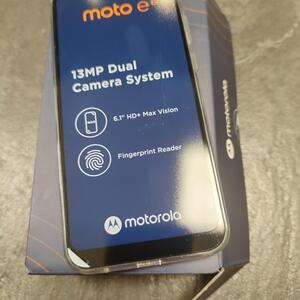 moto e
13MP Dual
Camera System
6.1" HD+ Max Vision
Fingerprint Reader
motorola
motorola